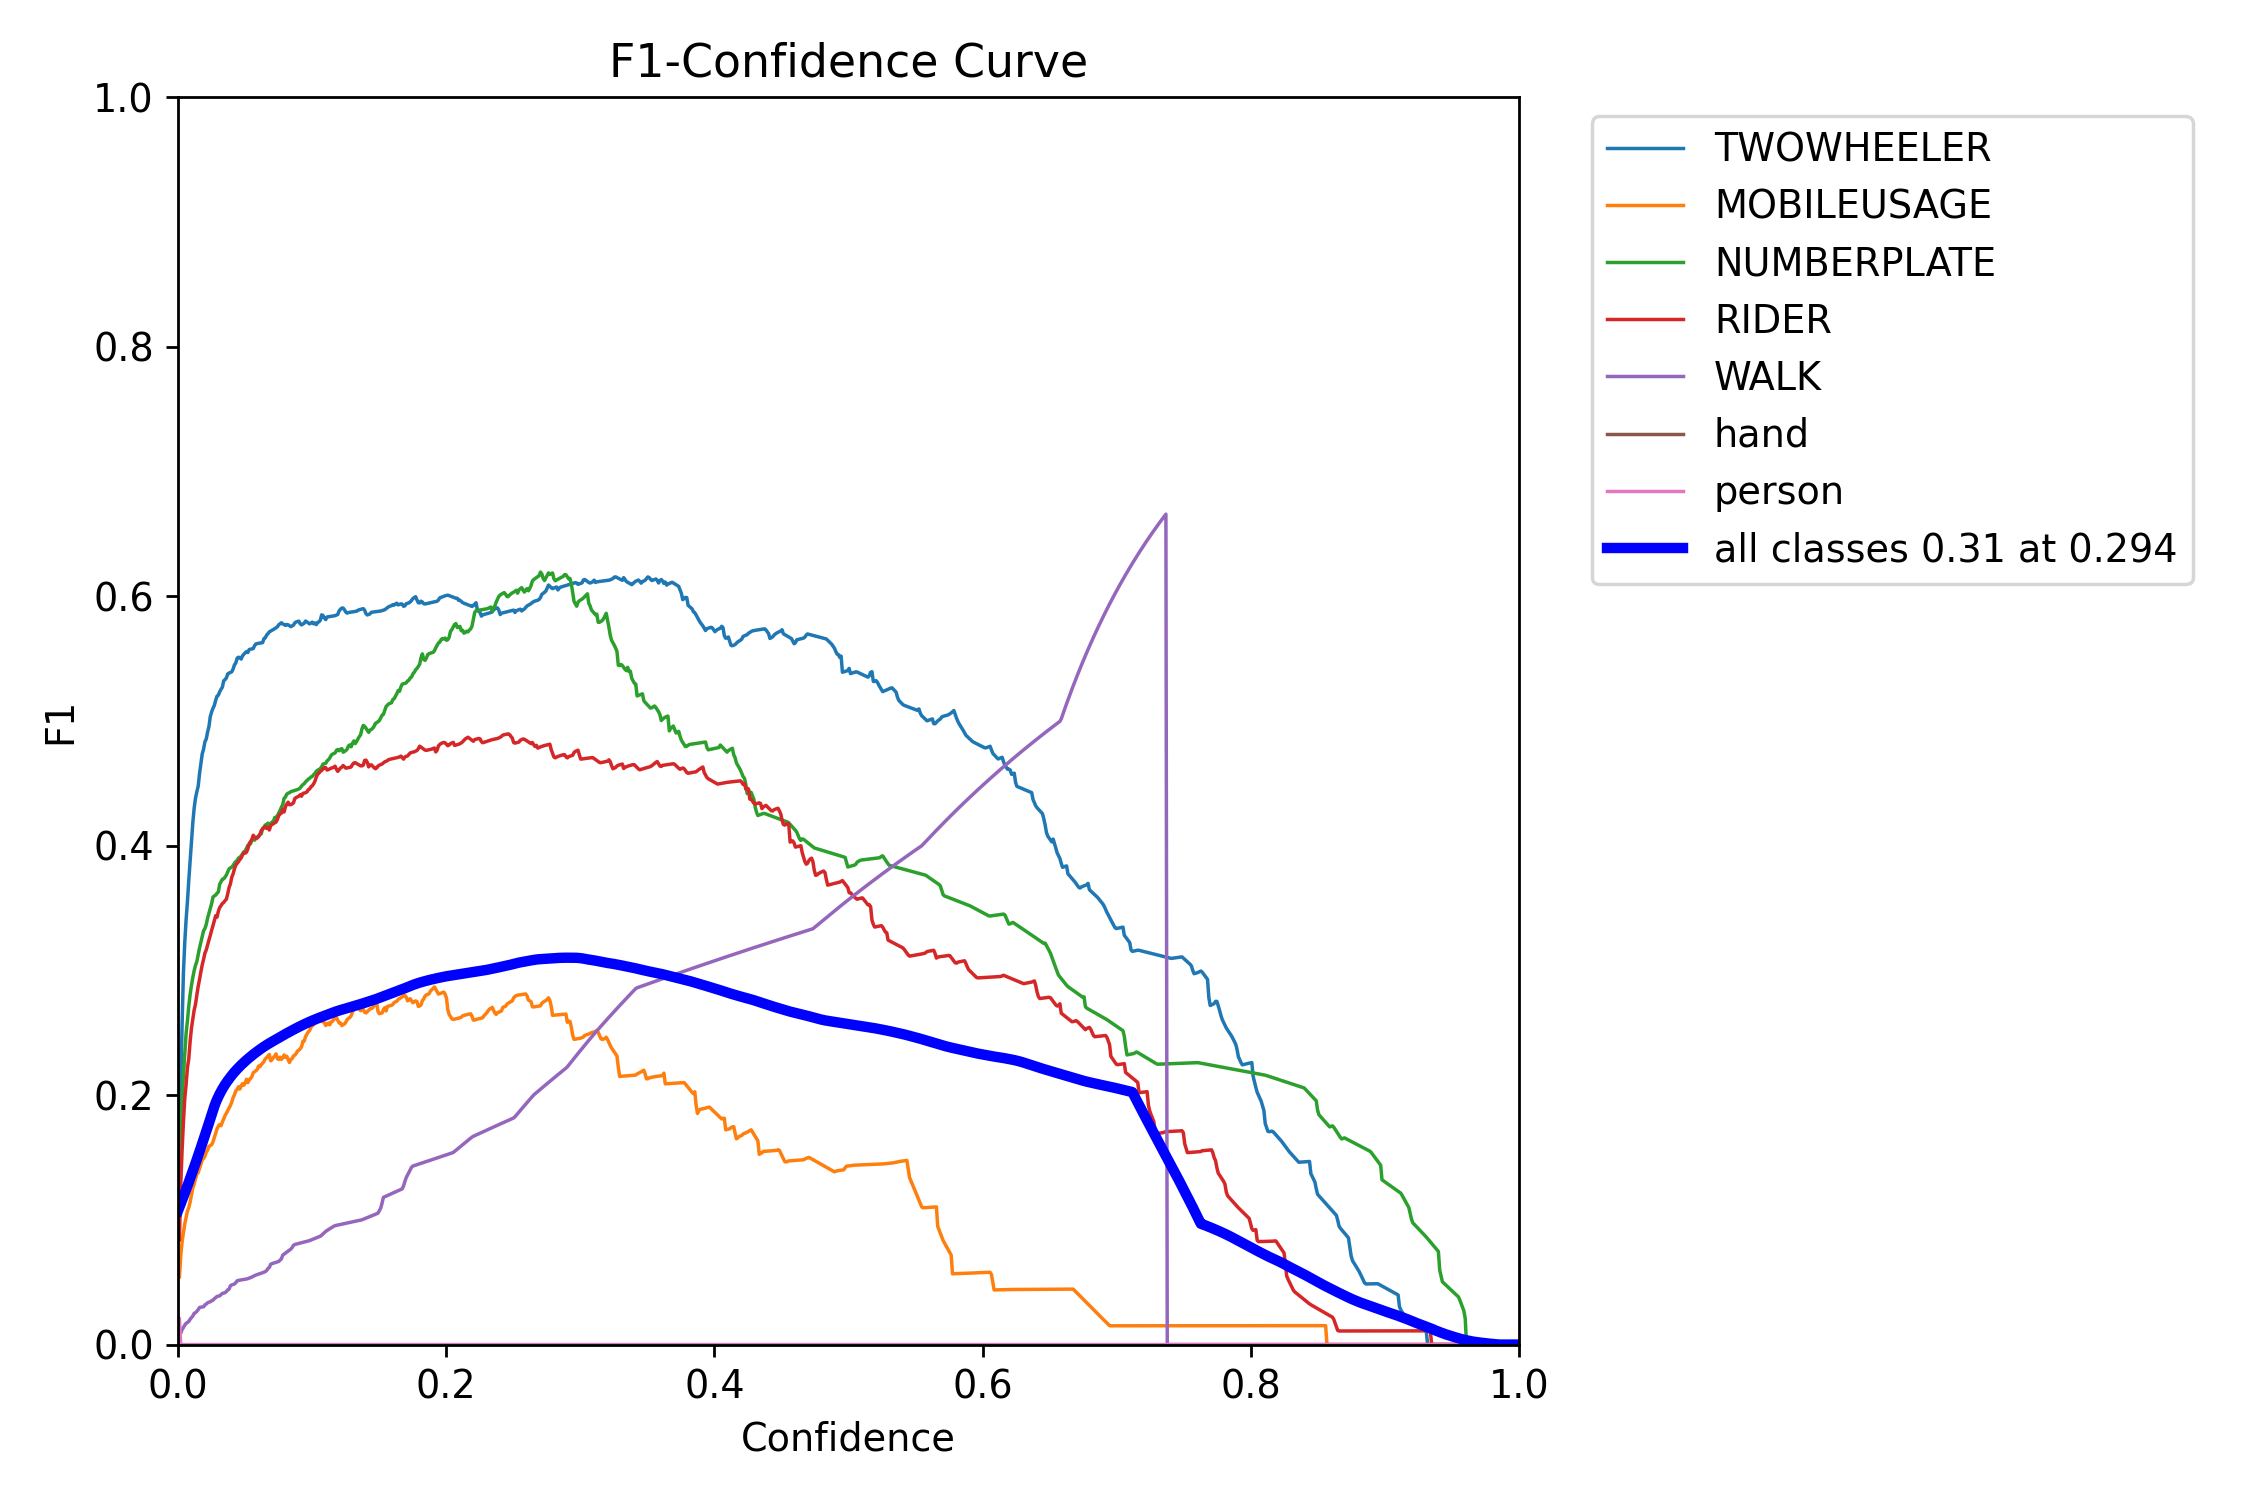 F1-Confidence Curve
1.0
0.8
0.6
0.4
0.2
0.0
F1
0.0 0.2 0.4 0.6 0.8 1.0
Confidence
TWOWHEELER
MOBILEUSAGE
NUMBERPLATE
RIDER
WALK
hand
person
all classes 0.31 at 0.294